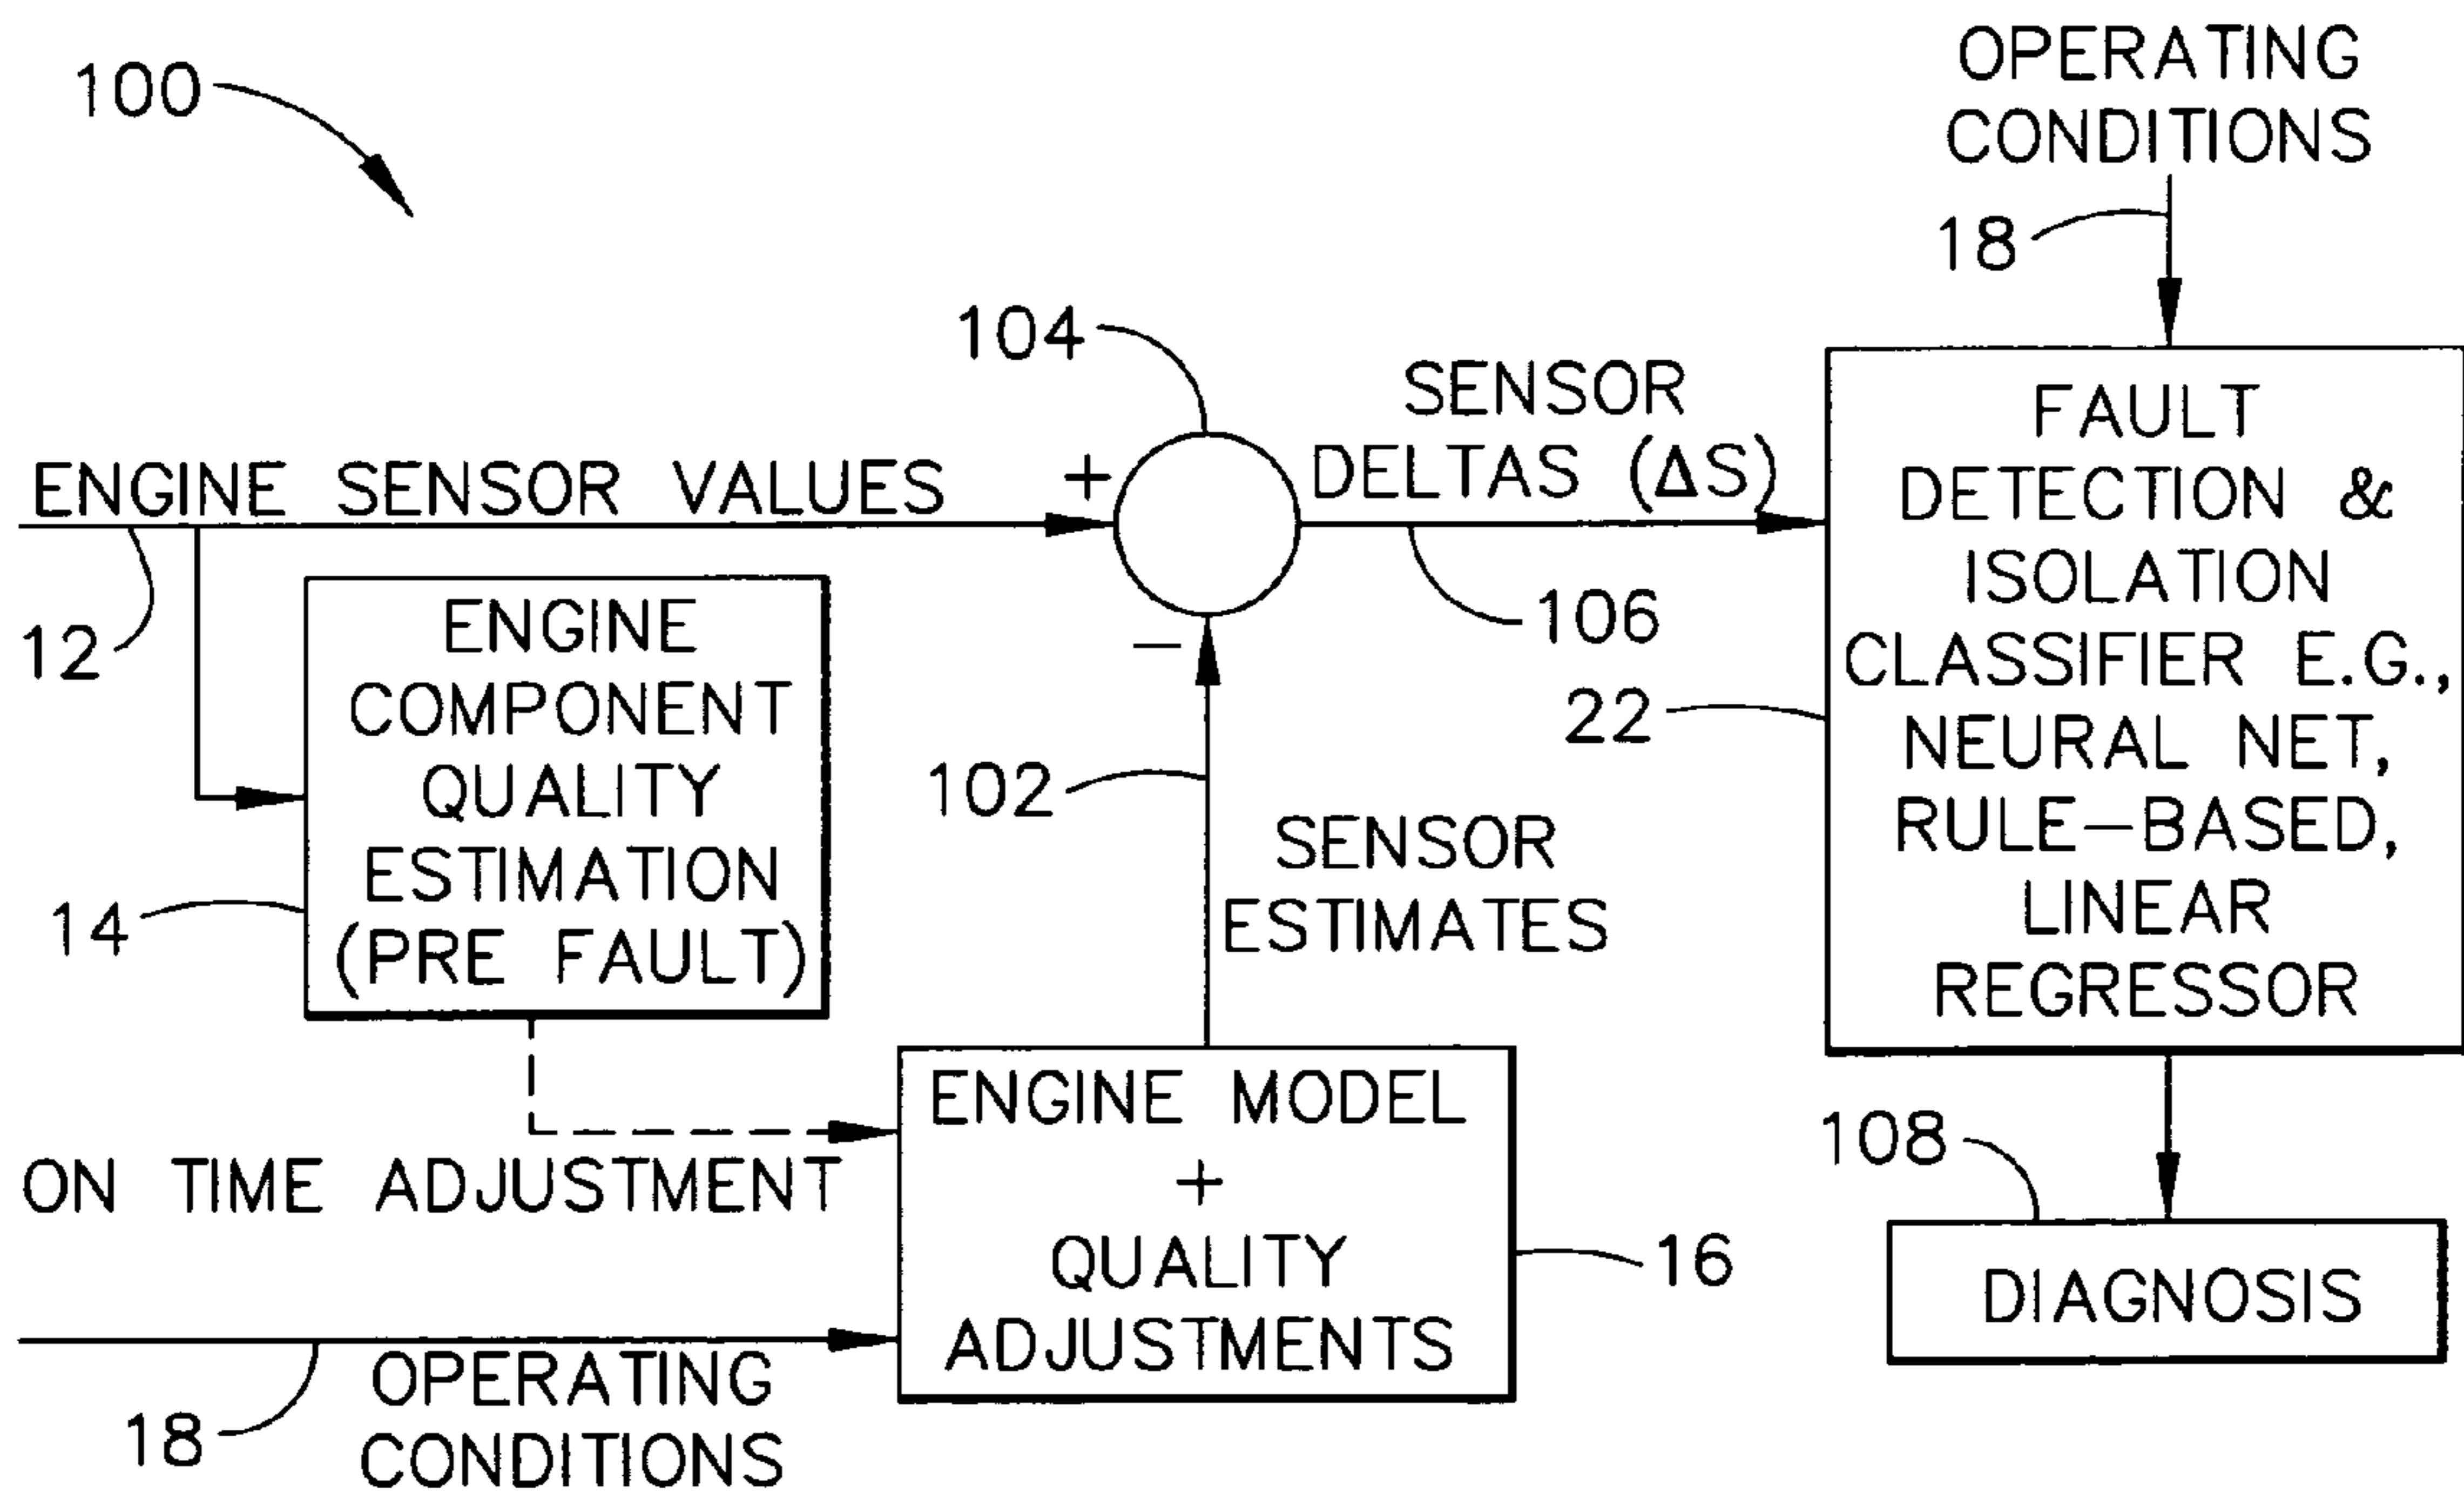 100
OPERATING
CONDITIONS
18
104
SENSOR
DELTAS (ΔS)
ENGINE SENSOR VALUES
+
12
106
−
ENGINE
COMPONENT
QUALITY
ESTIMATION
(PRE FAULT)
14
102
SENSOR
ESTIMATES
FAULT
DETECTION &
ISOLATION
CLASSIFIER E.G.,
NEURAL NET,
RULE-BASED,
LINEAR
REGRESSOR
22
ON TIME ADJUSTMENT
ENGINE MODEL
+
QUALITY
ADJUSTMENTS
16
108
DIAGNOSIS
18
OPERATING
CONDITIONS